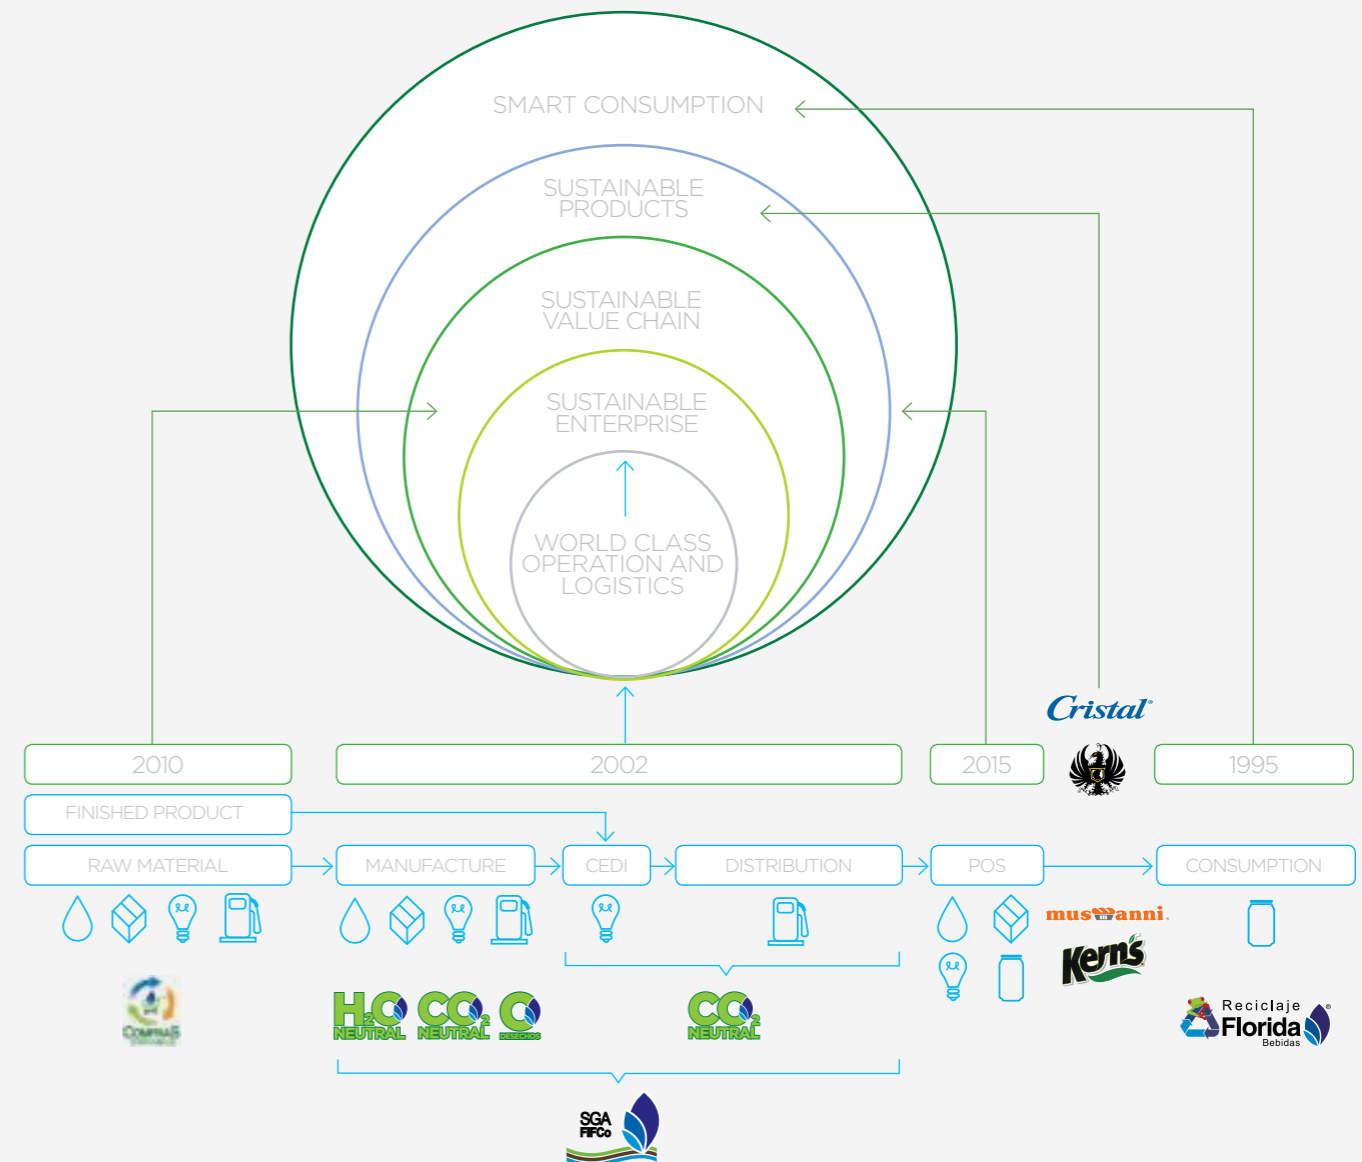 SMART CONSUMPTION
SUSTAINABLE
PRODUCTS
SUSTAINABLE
VALUE CHAIN
SUSTAINABLE
ENTERPRISE
WORLD CLASS
OPERATION AND
LOGISTICS
Cristal®
2010
2002
2015
1995
FINISHED PRODUCT
RAW MATERIAL
MANUFACTURE
CEDI
DISTRIBUTION
POS
CONSUMPTION
musmanni
Kern's
H2O
NEUTRAL
CO2
NEUTRAL
0
DESECHOS
CO2
NEUTRAL
Reciclaje
Florida
Bebidas
SGA
FIFCo